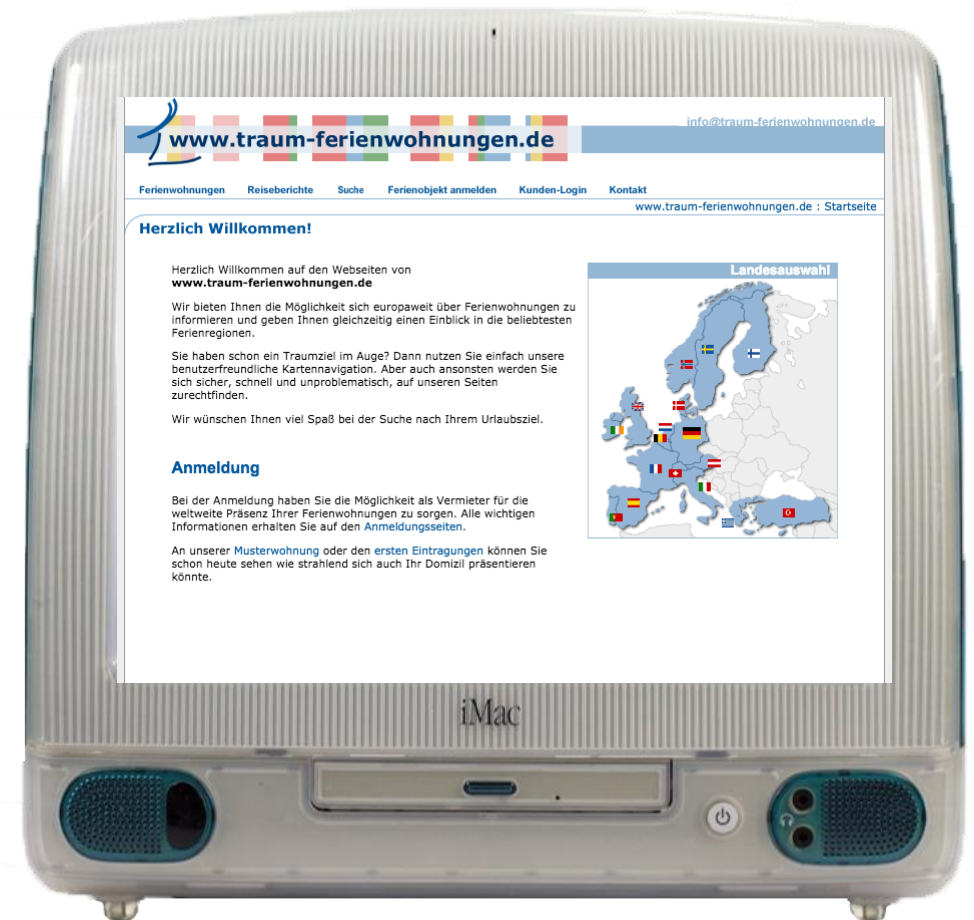 info@traum-ferienwohnungen.de
www.traum-ferienwohnungen.de
Ferienwohnungen Reiseberichte Suche Ferienobjekt anmelden Kunden-Login Kontakt
www.traum-ferienwohnungen.de : Startseite
Herzlich Willkommen!
Herzlich Willkommen auf den Webseiten von
www.traum-ferienwohnungen.de
Wir bieten Ihnen die Möglichkeit sich europaweit über Ferienwohnungen zu
informieren und geben Ihnen gleichzeitig einen Einblick in die beliebtesten
Ferienregionen.
Sie haben schon ein Traumziel im Auge? Dann nutzen Sie einfach unsere
benutzerfreundliche Kartennavigation. Aber auch ansonsten werden Sie
sich sicher, schnell und unproblematisch, auf unseren Seiten
zurechtfinden.
Wir wünschen Ihnen viel Spaß bei der Suche nach Ihrem Urlaubsziel.
Landesauswahl
Anmeldung
Bei der Anmeldung haben Sie die Möglichkeit als Vermieter für die
weltweite Präsenz Ihrer Ferienwohnungen zu sorgen. Alle wichtigen
Informationen erhalten Sie auf den Anmeldungsseiten.
An unserer Musterwohnung oder den ersten Eintragungen können Sie
schon heute sehen wie strahlend sich auch Ihr Domizil präsentieren
könnte.
iMac